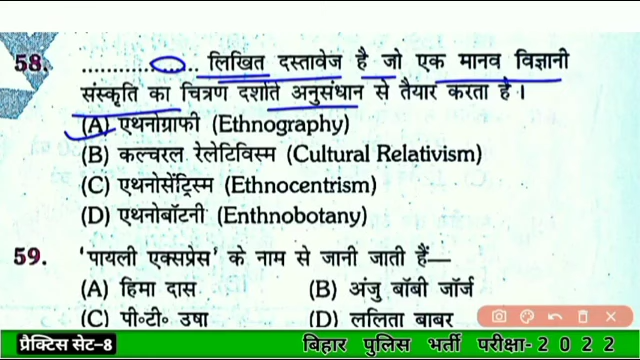 58. ........................ लिखित दस्तावेज है जो एक मानव विज्ञानी
संस्कृति का चित्रण दर्शाते अनुसंधान से तैयार करता है।
(A) एथनोग्राफी (Ethnography)
(B) कल्चरल रेलेटिविस्म (Cultural Relativism)
(C) एथनोसेंट्रिस्म (Ethnocentrism)
(D) एथनोबॉटनी (Enthnobotany)
59. 'पायली एक्सप्रेस' के नाम से जानी जाती हैं—
(A) हिमा दास (B) अंजु बॉबी जॉर्ज
(C) पी०टी० उषा (D) ललिता बाबर
प्रैक्टिस सेट-8 बिहार पुलिस भर्ती परीक्षा-2022